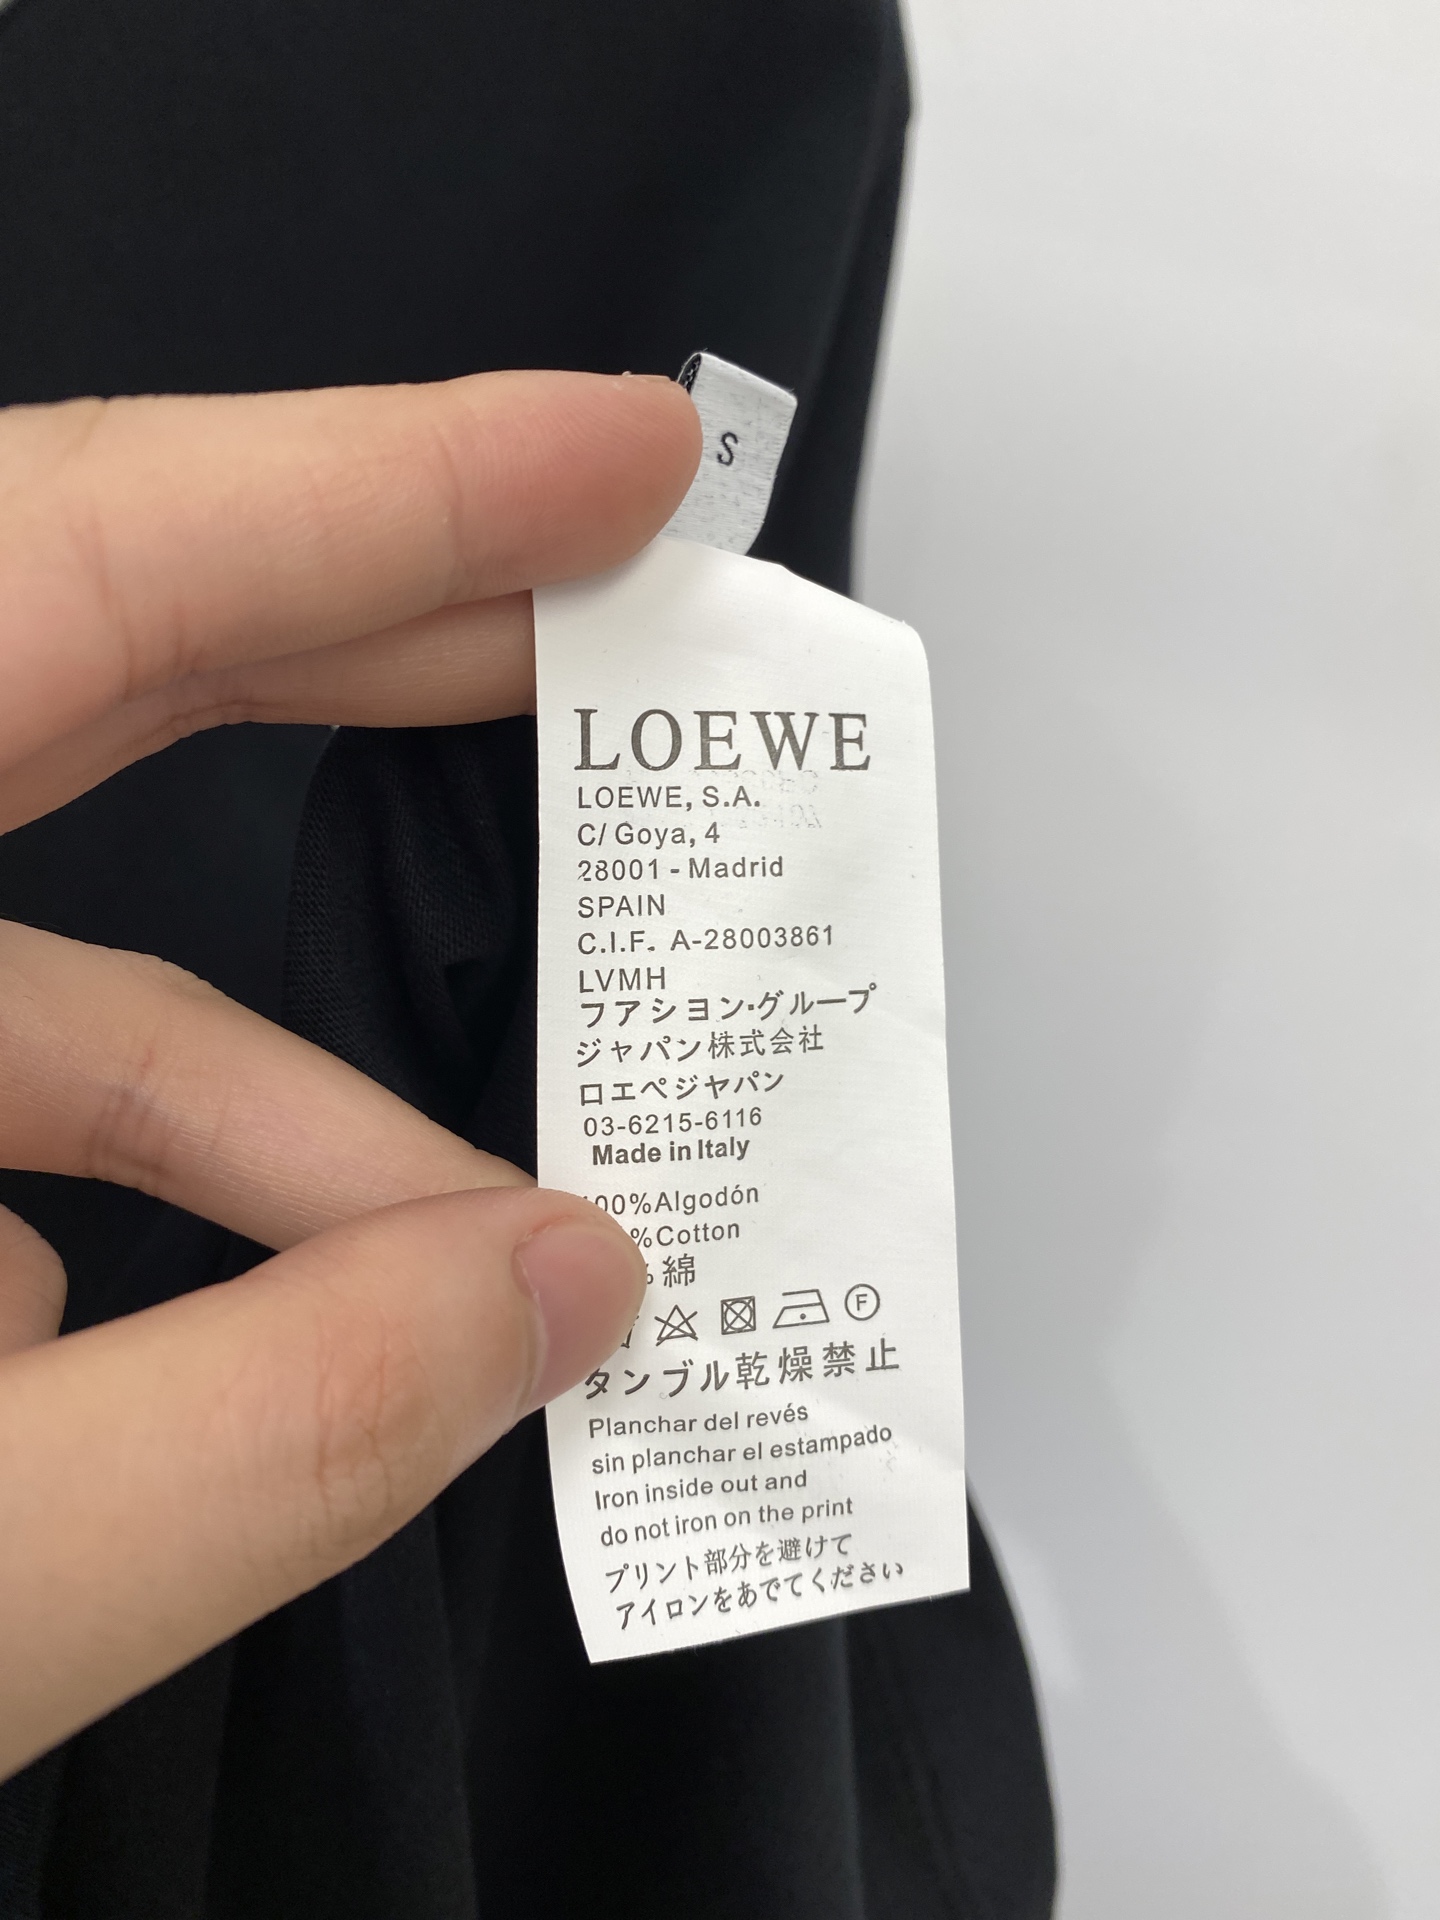 S
LOEWE
LOEWE, S.A.
C/ Goya, 4
28001 - Madrid
SPAIN
C.I.F. A-28003861
LVMH
フアシヨン·グループ
ジャパン株式会社
ロエペジヤパン
03-6215-6116
Made in Italy
00%Algodón
%Cotton
% 綿
F
タンブル乾燥禁止
Planchar del revés
sin planchar el estampado
Iron inside out and
do not iron on the print
プリント部分を避けて
アイロンをあでてください